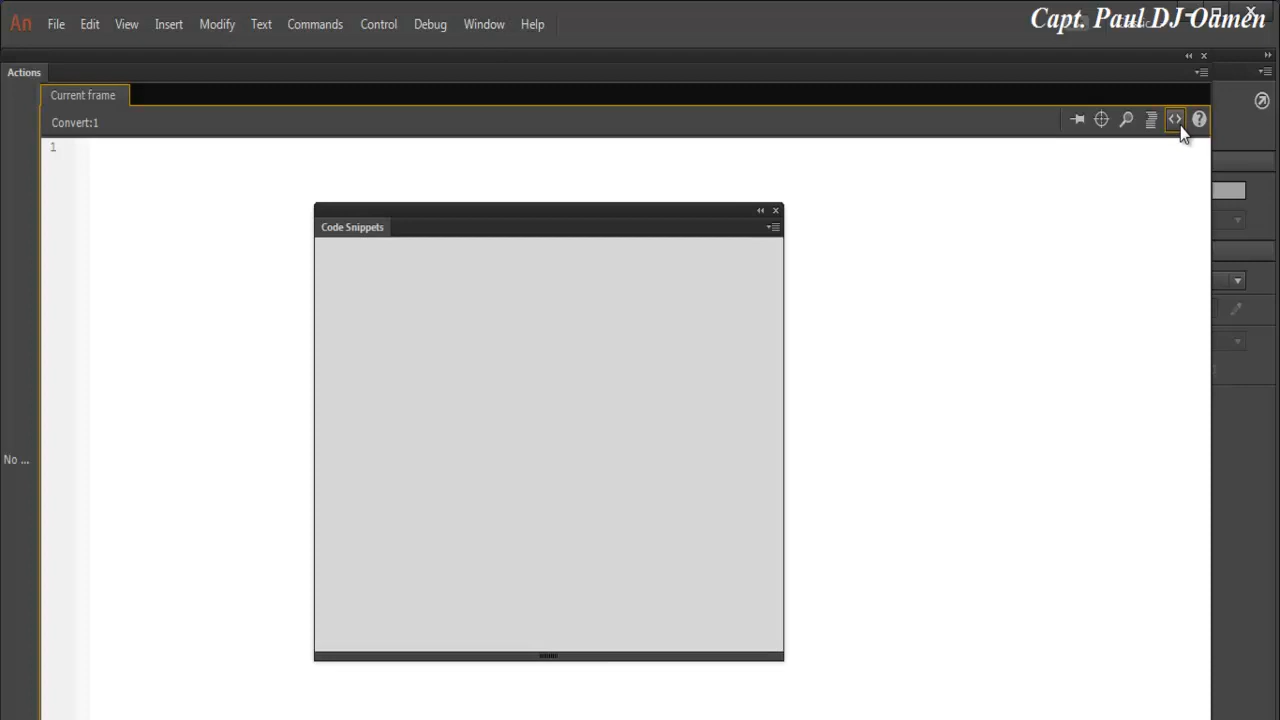 Capt. Paul DJ Oamen
An File Edit View Insert Modify Text Commands Control Debug Window Help
Actions
Current frame
Convert:1
1
Code Snippets
No ...